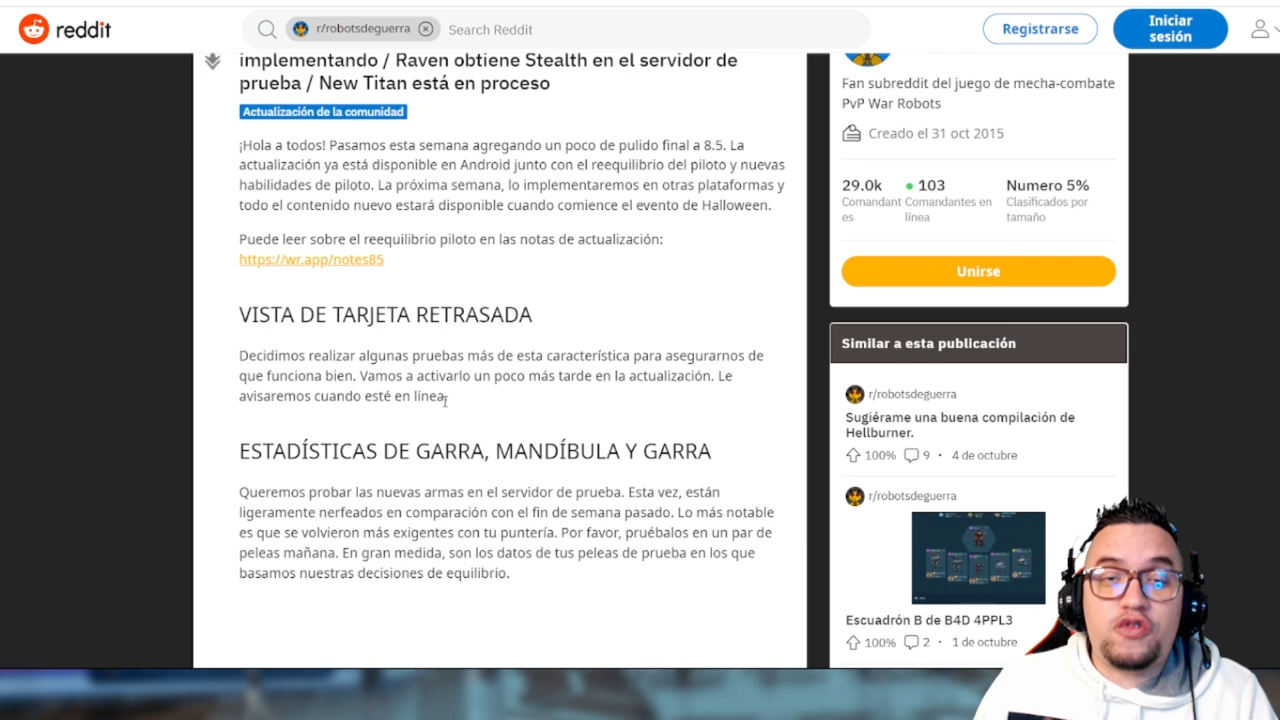 reddit
r/robotsdeguerra
Search Reddit
Registrarse
Iniciar
sesión
implementando / Raven obtiene Stealth en el servidor de
prueba / New Titan está en proceso
Actualización de la comunidad
¡Hola a todos! Pasamos esta semana agregando un poco de pulido final a 8.5. La
actualización ya está disponible en Android junto con el reequilibrio del piloto y nuevas
habilidades de piloto. La próxima semana, lo implementaremos en otras plataformas y
todo el contenido nuevo estará disponible cuando comience el evento de Halloween.
Puede leer sobre el reequilibrio piloto en las notas de actualización:
https://wr.app/notes85
VISTA DE TARJETA RETRASADA
Decidimos realizar algunas pruebas más de esta característica para asegurarnos de
que funciona bien. Vamos a activarlo un poco más tarde en la actualización. Le
avisaremos cuando esté en línea.
ESTADÍSTICAS DE GARRA, MANDÍBULA Y GARRA
Queremos probar las nuevas armas en el servidor de prueba. Esta vez, están
ligeramente nerfeados en comparación con el fin de semana pasado. Lo más notable
es que se volvieron más exigentes con tu puntería. Por favor, pruébalos en un par de
peleas mañana. En gran medida, son los datos de tus peleas de prueba en los que
basamos nuestras decisiones de equilibrio.
Fan subreddit del juego de mecha-combate
PvP War Robots
Creado el 31 oct 2015
29.0k
Comandant
es
103
Comandantes en
línea
Numero 5%
Clasificados por
tamaño
Unirse
Similar a esta publicación
r/robotsdeguerra
Sugiérame una buena compilación de
Hellburner.
100% 9 · 4 de octubre
r/robotsdeguerra
Escuadrón B de B4D 4PPL3
100% 2 · 1 de octubre